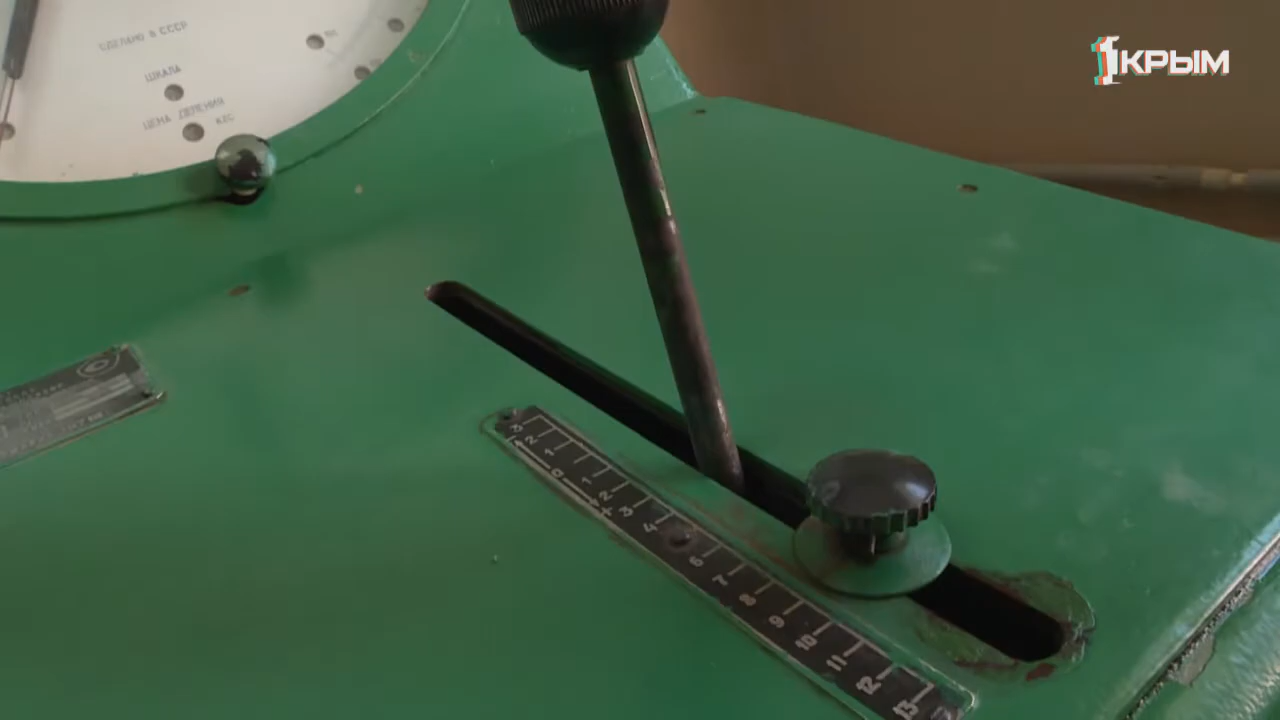 СДЕЛАНО В СССР
ШКАЛА
ЦЕНА ДЕЛЕНИЯ
КГС
1КРЫМ
3 2 1 0 1 2 3 4 6 7 8 9 10 11 12 13
- +